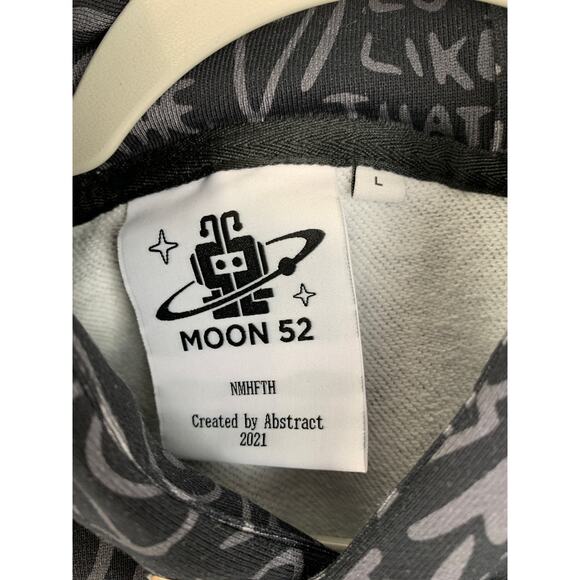 LIKE
THAT
L
MOON 52
NMHFTH
Created by Abstract
2021